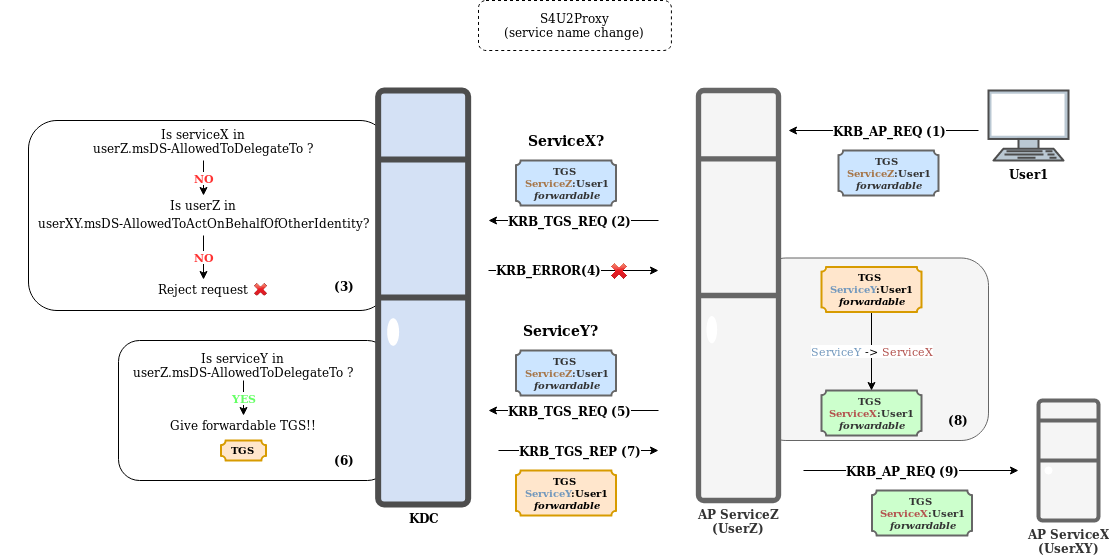 S4U2Proxy
(service name change)
Is serviceX in
userZ.msDS-AllowedToDelegateTo ?
NO
Is userZ in
userXY.msDS-AllowedToActOnBehalfOfOtherIdentity?
NO
Reject request
(3)
Is serviceY in
userZ.msDS-AllowedToDelegateTo ?
YES
Give forwardable TGS!!
TGS
(6)
KDC
ServiceX?
TGS
ServiceZ:User1
forwardable
KRB_TGS_REQ (2)
KRB_ERROR(4)
ServiceY?
TGS
ServiceZ:User1
forwardable
KRB_TGS_REQ (5)
KRB_TGS_REP (7)
TGS
ServiceY:User1
forwardable
AP ServiceZ
(UserZ)
KRB_AP_REQ (1)
TGS
ServiceZ:User1
forwardable
User1
TGS
ServiceY:User1
forwardable
ServiceY -> ServiceX
TGS
ServiceX:User1
forwardable
(8)
KRB_AP_REQ (9)
TGS
ServiceX:User1
forwardable
AP ServiceX
(UserXY)